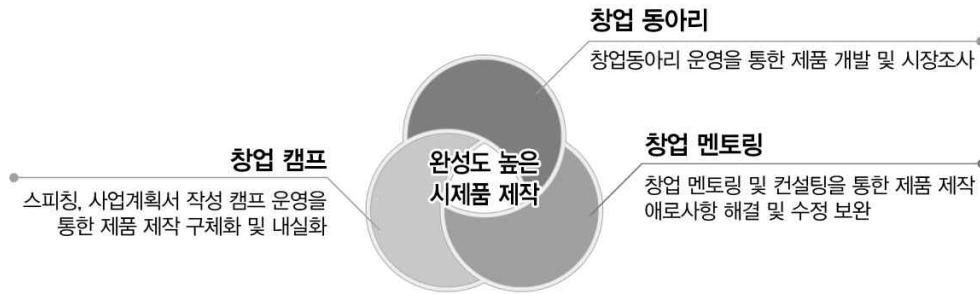 창업 동아리
창업동아리 운영을 통한 제품 개발 및 시장조사
창업 캠프
스피칭, 사업계획서 작성 캠프 운영을
통한 제품 제작 구체화 및 내실화
완성도 높은
시제품 제작
창업 멘토링
창업 멘토링 및 컨설팅을 통한 제품 제작
애로사항 해결 및 수정 보완